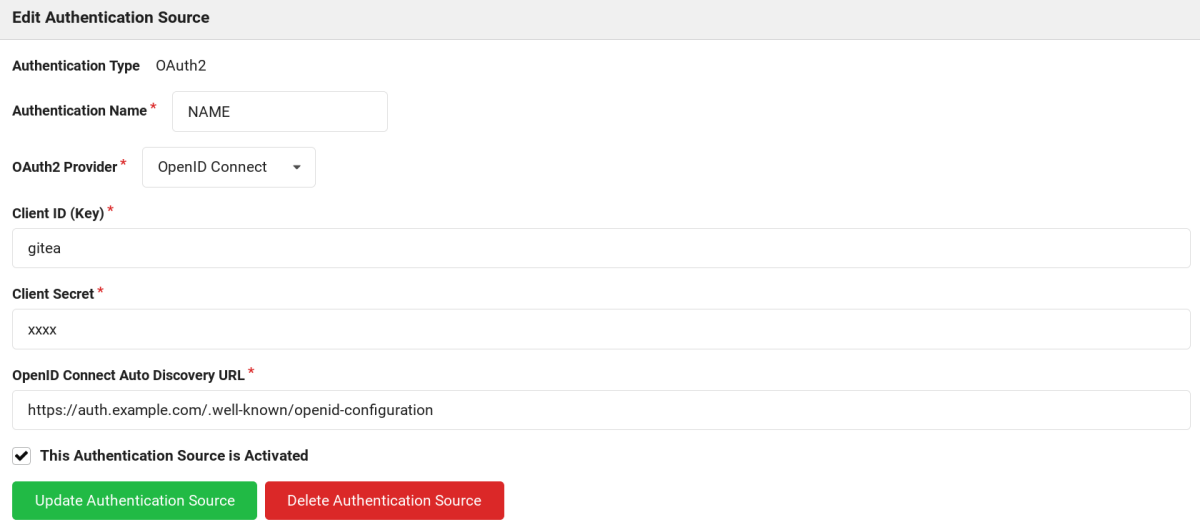 Edit Authentication Source
Authentication Type OAuth2
Authentication Name * NAME
OAuth2 Provider * OpenID Connect
Client ID (Key) *
gitea
Client Secret *
xxxx
OpenID Connect Auto Discovery URL *
https://auth.example.com/.well-known/openid-configuration
This Authentication Source is Activated
Update Authentication Source Delete Authentication Source